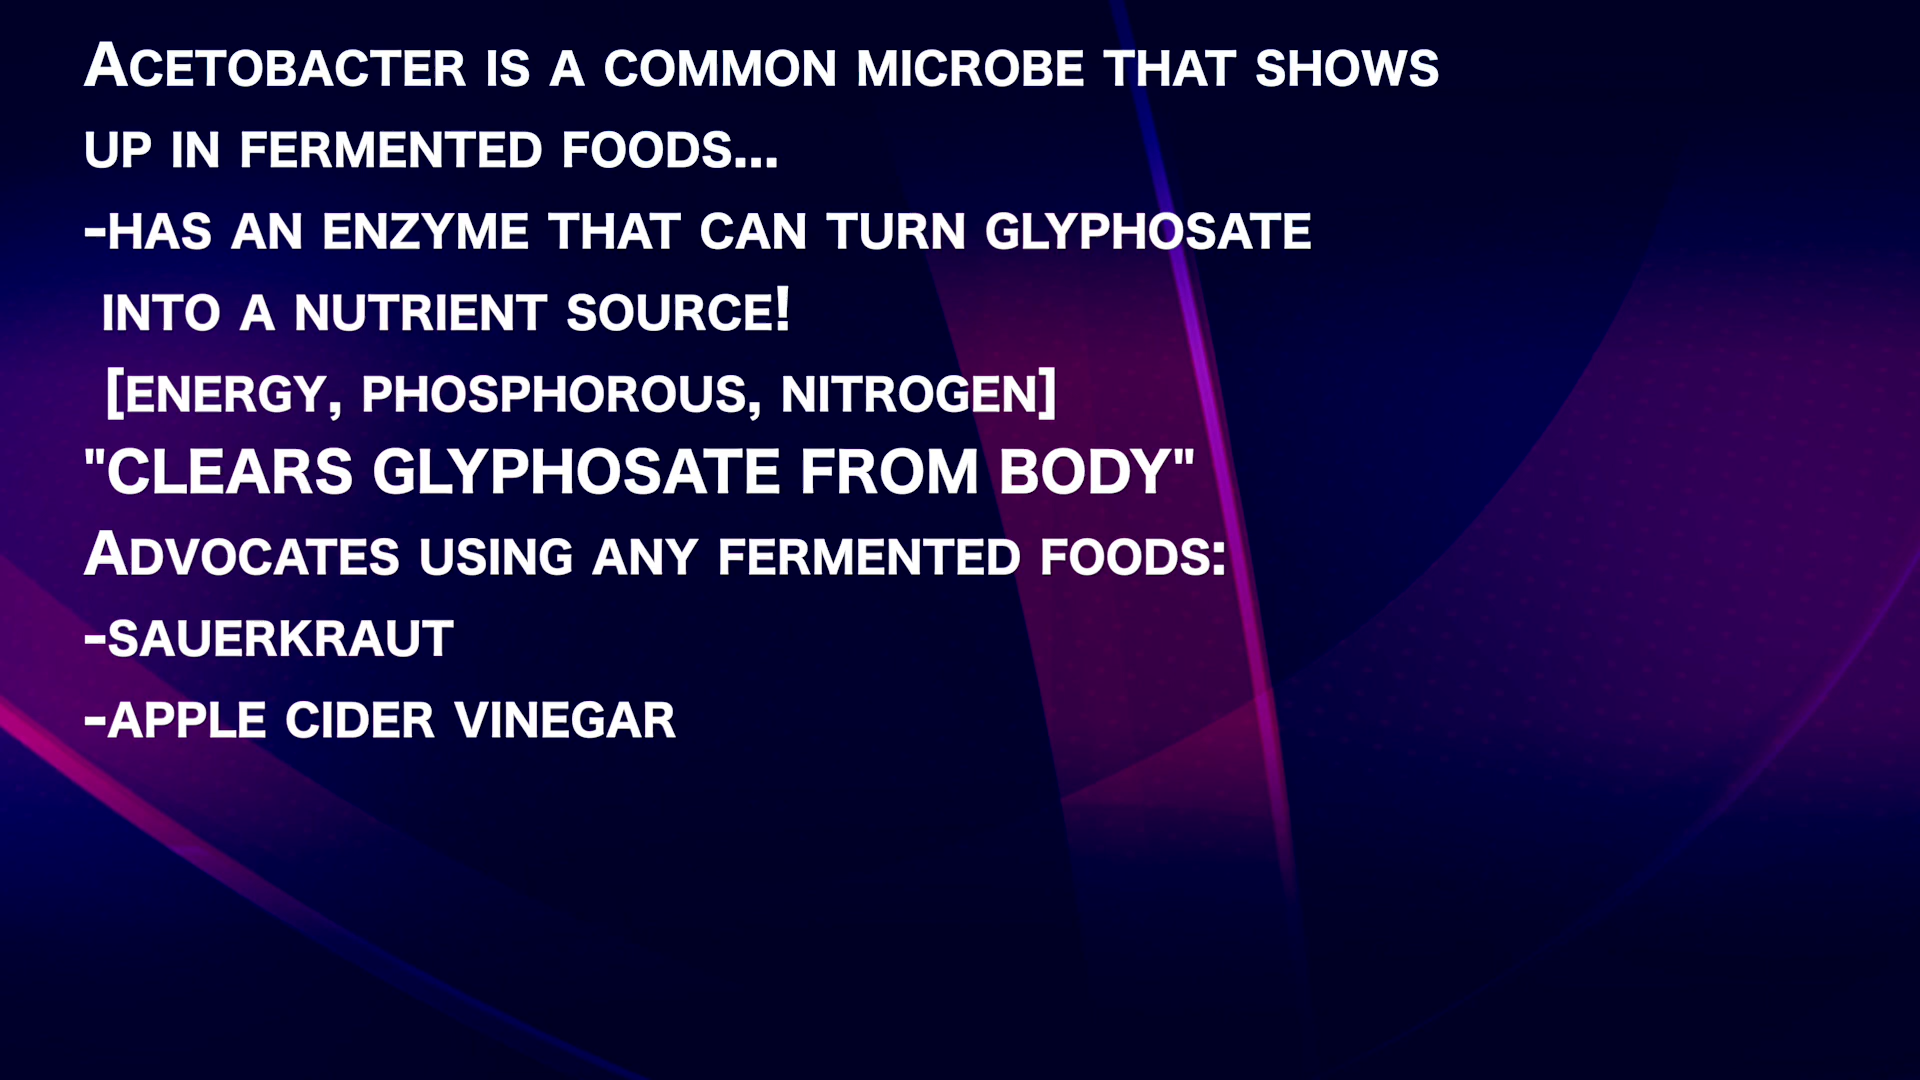 Acetobacter is a common microbe that shows
up in fermented foods...
-has an enzyme that can turn glyphosate
into a nutrient source!
[energy, phosphorous, nitrogen]
"CLEARS GLYPHOSATE FROM BODY"
Advocates using any fermented foods:
-sauerkraut
-apple cider vinegar